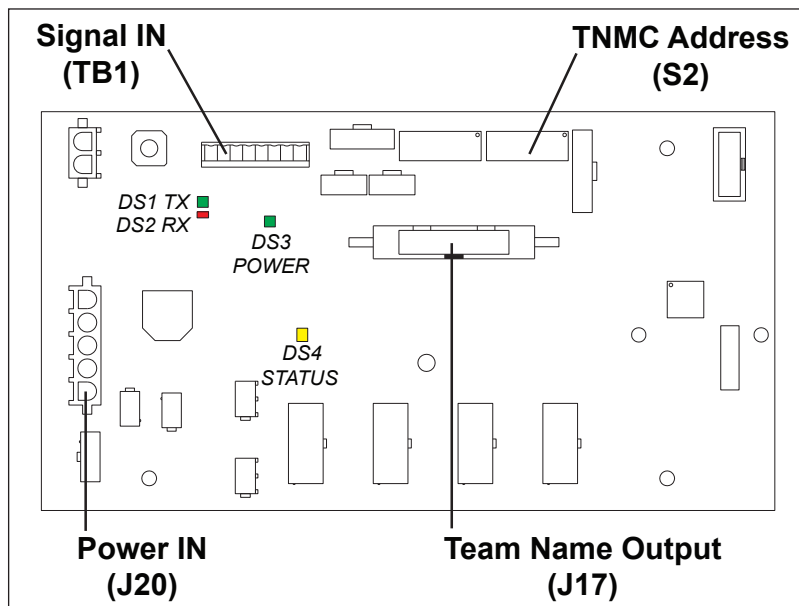 Signal IN
(TB1)
TNMC Address
(S2)
DS1 TX
DS2 RX
DS3
POWER
DS4
STATUS
Power IN
(J20)
Team Name Output
(J17)